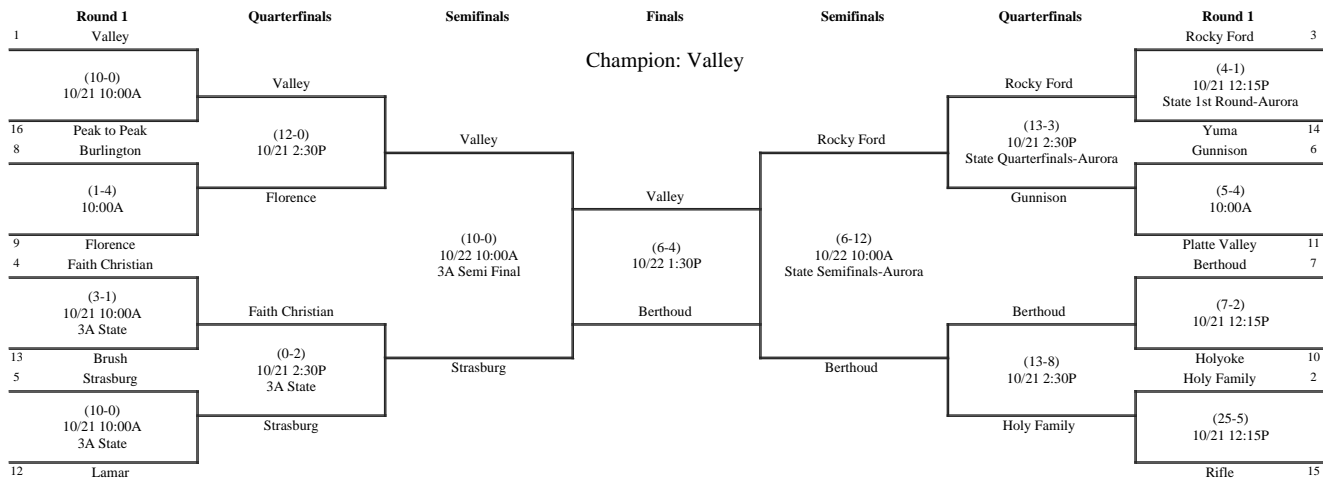 Round 1 Quarterfinals Semifinals Finals Semifinals Quarterfinals Round 1
1 Valley
(10-0)
10/21 10:00A
16 Peak to Peak
8 Burlington
(1-4)
10:00A
9 Florence
4 Faith Christian
(3-1)
10/21 10:00A
3A State
13 Brush
5 Strasburg
(10-0)
10/21 10:00A
3A State
12 Lamar
Valley
(12-0)
10/21 2:30P
Florence
Faith Christian
(0-2)
10/21 2:30P
3A State
Strasburg
Valley
(10-0)
10/22 10:00A
3A Semi Final
Strasburg
Champion: Valley
Valley
(6-4)
10/22 1:30P
Berthoud
Rocky Ford
(6-12)
10/22 10:00A
State Semifinals-Aurora
Berthoud
Rocky Ford
(13-3)
10/21 2:30P
State Quarterfinals-Aurora
Gunnison
Berthoud
(13-8)
10/21 2:30P
Holy Family
Rocky Ford 3
(4-1)
10/21 12:15P
State 1st Round-Aurora
Yuma 14
Gunnison 6
(5-4)
10:00A
Platte Valley 11
Berthoud 7
(7-2)
10/21 12:15P
Holyoke 10
Holy Family 2
(25-5)
10/21 12:15P
Rifle 15